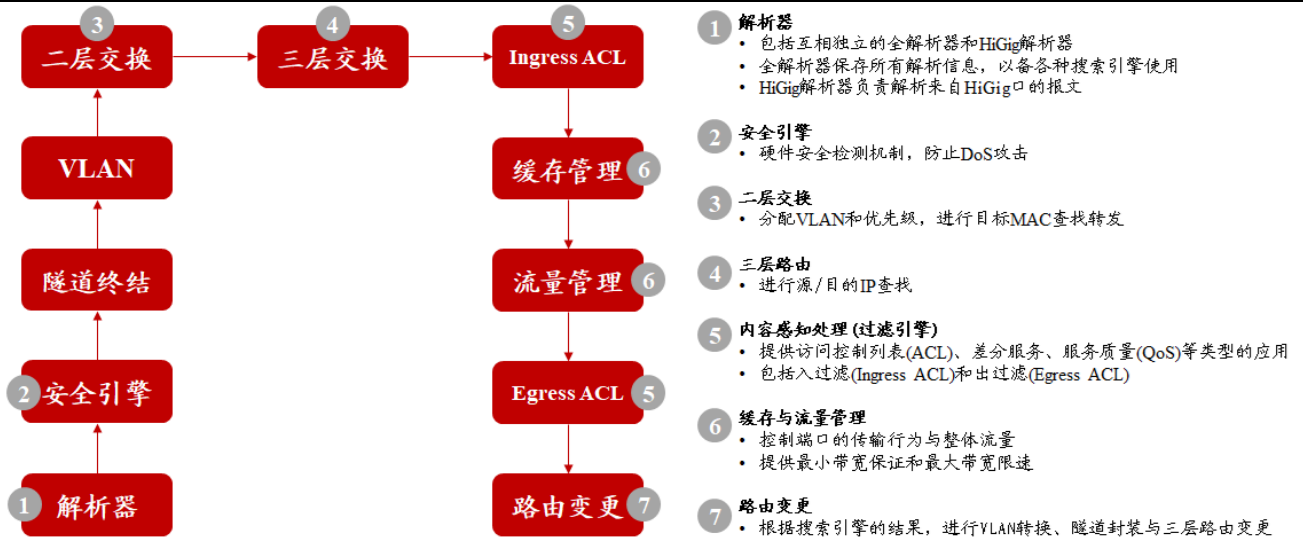 3
二层交换
4
三层交换
5
Ingress ACL
VLAN
缓存管理
6
隧道终结
流量管理
6
2
安全引擎
Egress ACL
5
1
解析器
路由变更
7
1
解析器
• 包括互相独立的全解析器和HiGig解析器
• 全解析器保存所有解析信息，以备各种搜索引擎使用
• HiGig解析器负责解析来自HiGig口的报文
2
安全引擎
• 硬件安全检测机制，防止DoS攻击
3
二层交换
• 分配VLAN和优先级，进行目标MAC查找转发
4
三层路由
• 进行源/目的IP查找
5
内容感知处理(过滤引擎)
• 提供访问控制列表(ACL)、差分服务、服务质量(QoS)等类型的应用
• 包括入过滤(Ingress ACL)和出过滤(Egress ACL)
6
缓存与流量管理
• 控制端口的传输行为与整体流量
• 提供最小带宽保证和最大带宽限速
7
路由变更
• 根据搜索引擎的结果，进行VLAN转换、隧道封装与三层路由变更